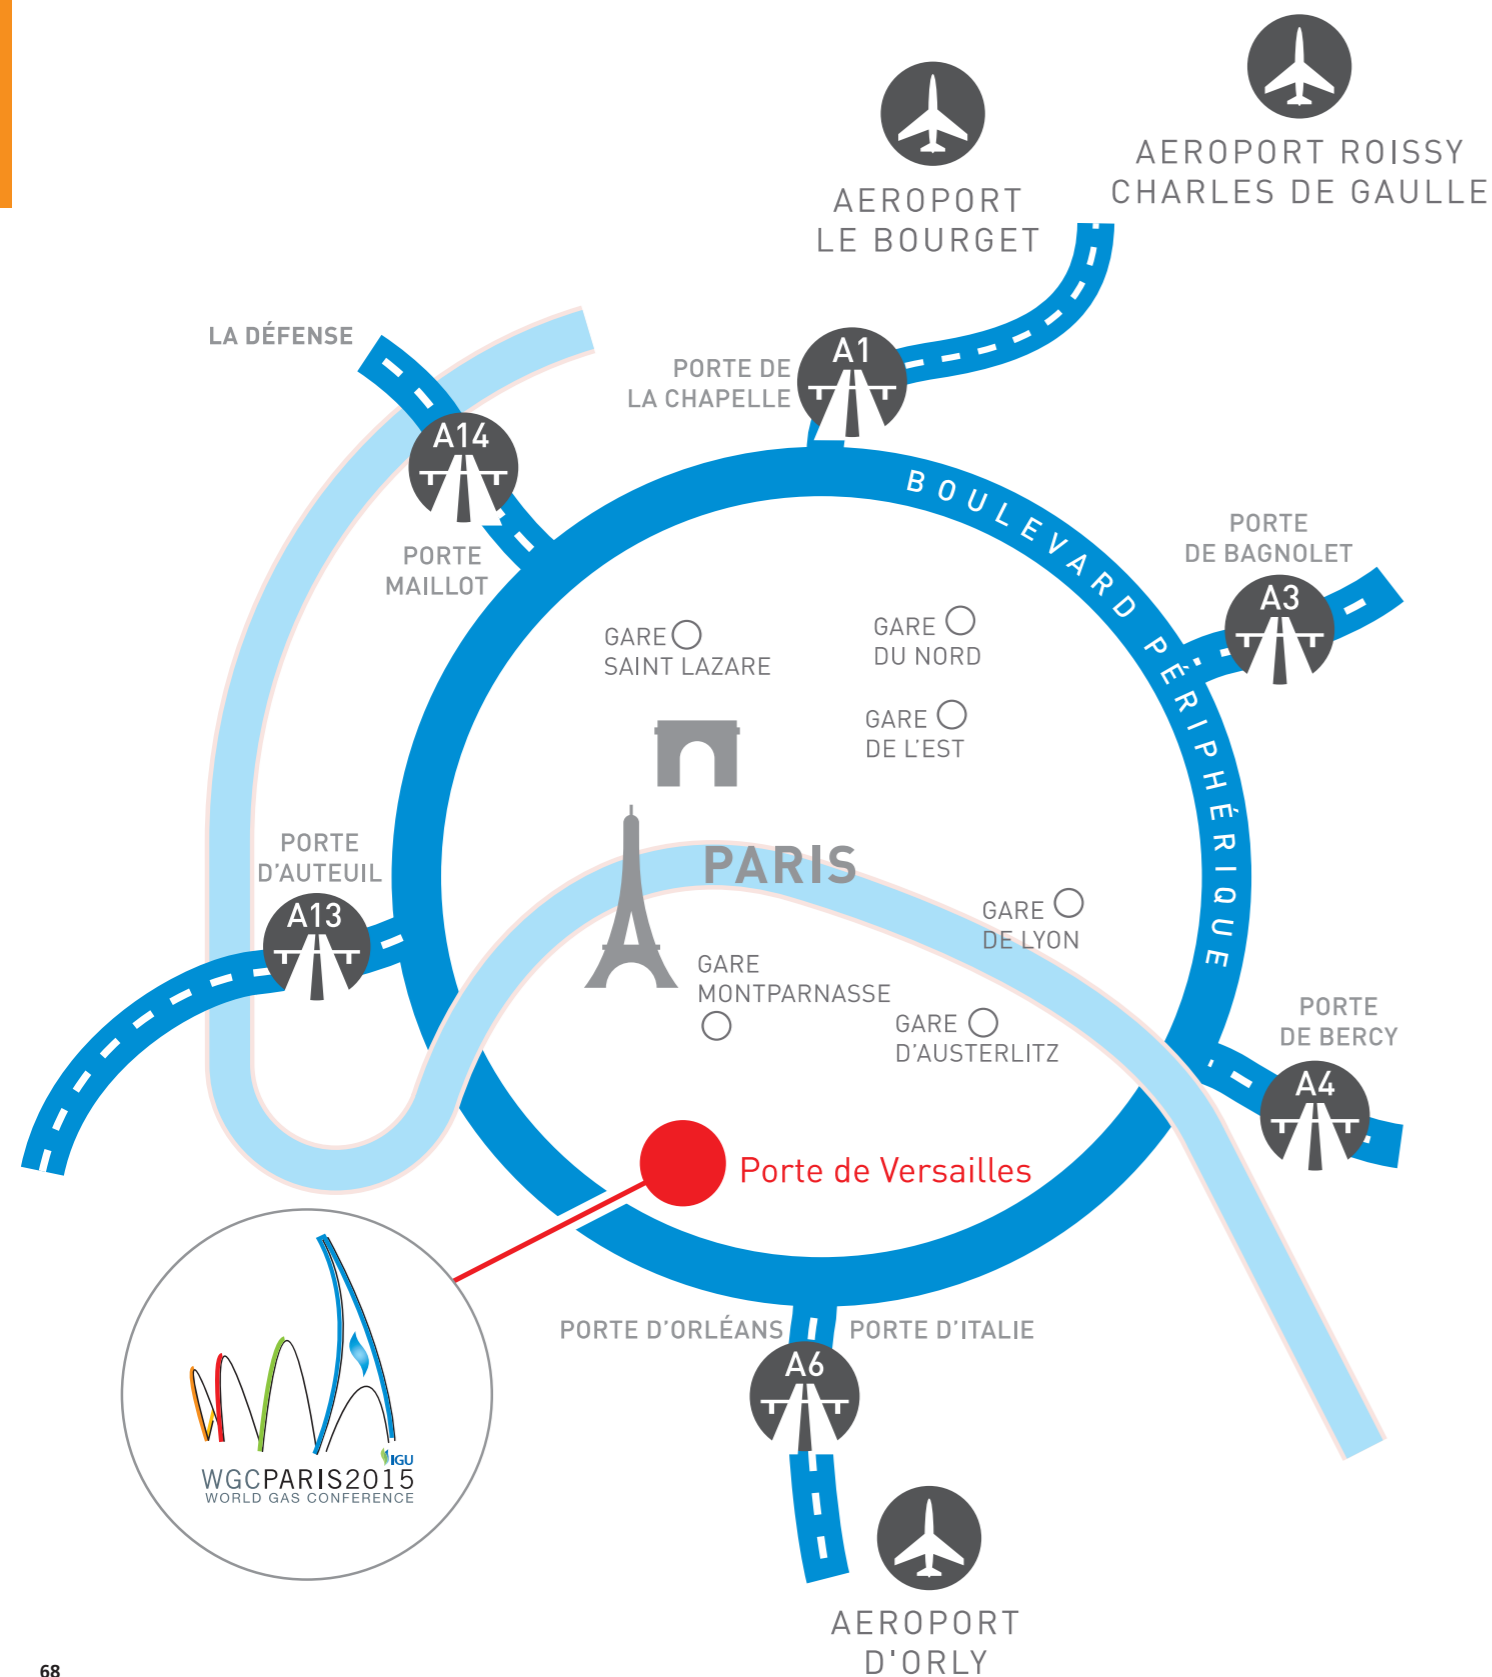 AEROPORT ROISSY
CHARLES DE GAULLE
AEROPORT
LE BOURGET
LA DÉFENSE
A1
PORTE DE
LA CHAPELLE
A14
PORTE
MAILLOT
BOULEVARD PÉRIPHÉRIQUE
PORTE
DE BAGNOLET
A3
GARE
SAINT LAZARE
GARE
DU NORD
GARE
DE L'EST
PORTE
D'AUTEUIL
A13
PARIS
GARE
DE LYON
GARE
MONTPARNASSE
GARE
D'AUSTERLITZ
PORTE
DE BERCY
A4
Porte de Versailles
PORTE D'ORLÉANS
PORTE D'ITALIE
A6
IGU
WGCPARIS2015
WORLD GAS CONFERENCE
AEROPORT
D'ORLY
68